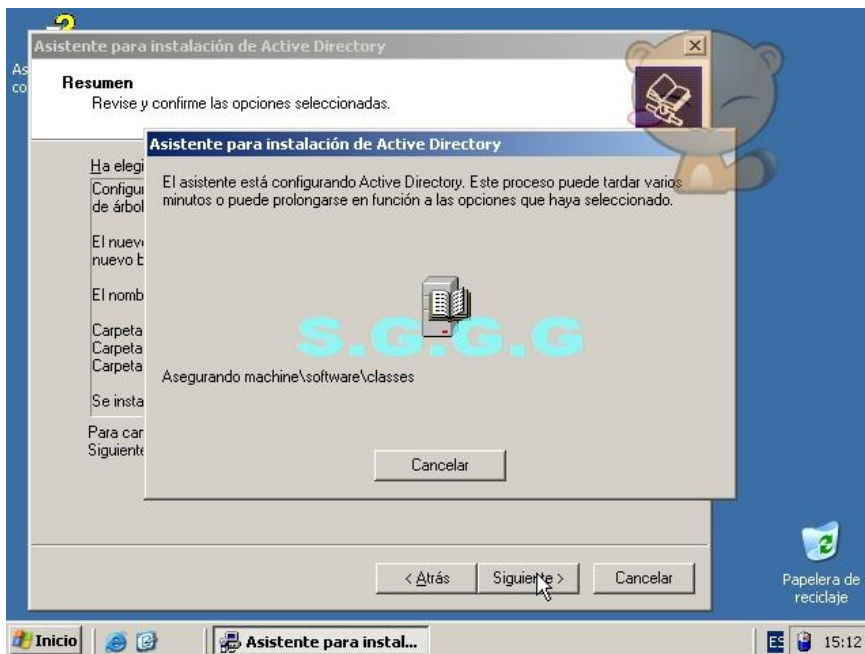 Asistente para instalación de Active Directory
Resumen
Revise y confirme las opciones seleccionadas.
Asistente para instalación de Active Directory
El asistente está configurando Active Directory. Este proceso puede tardar varios
minutos o puede prolongarse en función a las opciones que haya seleccionado.
S.G.G.G
Asegurando machine\software\classes
Cancelar
Ha elegi
Configur
de árbol
El nuev
nuevo b
El nomb
Carpeta
Carpeta
Carpeta
Se insta
Para car
Siguiente
< Atrás
Siguiente >
Cancelar
Papelera de
reciclaje
Inicio
Asistente para instal...
ES
15:12